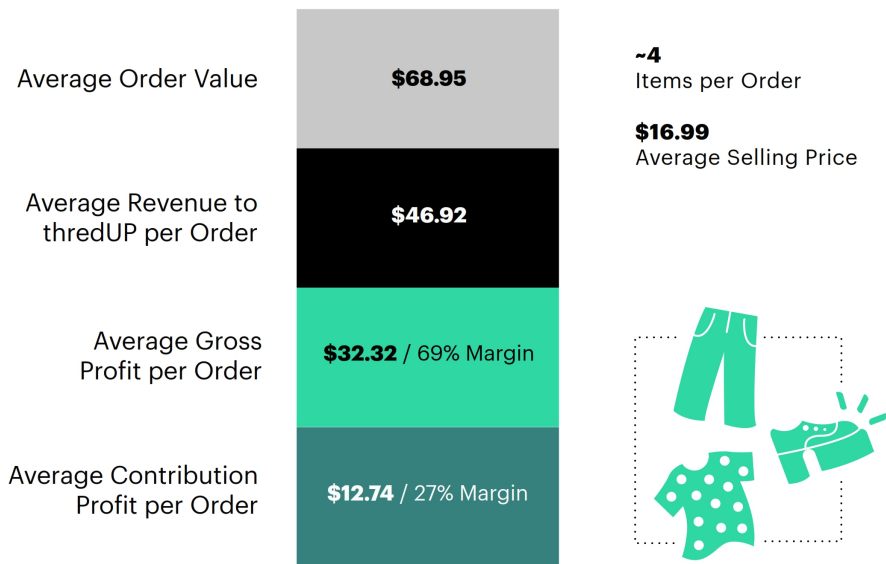 Average Order Value
$68.95
~4
Items per Order
$16.99
Average Selling Price
Average Revenue to
thredUP per Order
$46.92
Average Gross
Profit per Order
$32.32 / 69% Margin
Average Contribution
Profit per Order
$12.74 / 27% Margin